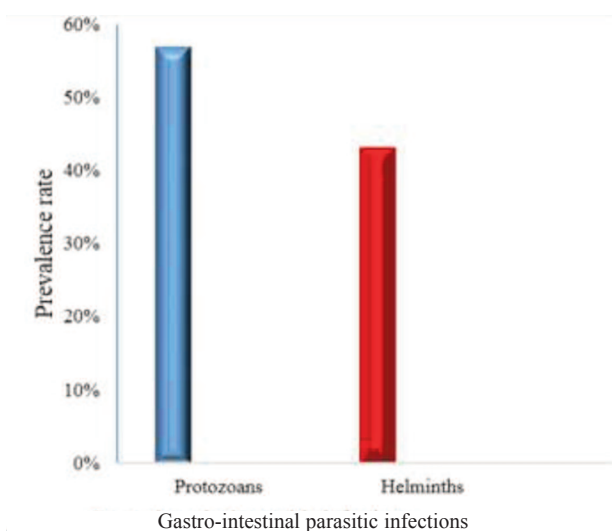 60%
50%
40%
30%
20%
10%
0%
Prevalence rate
Protozoans Helminths
Gastro-intestinal parasitic infections